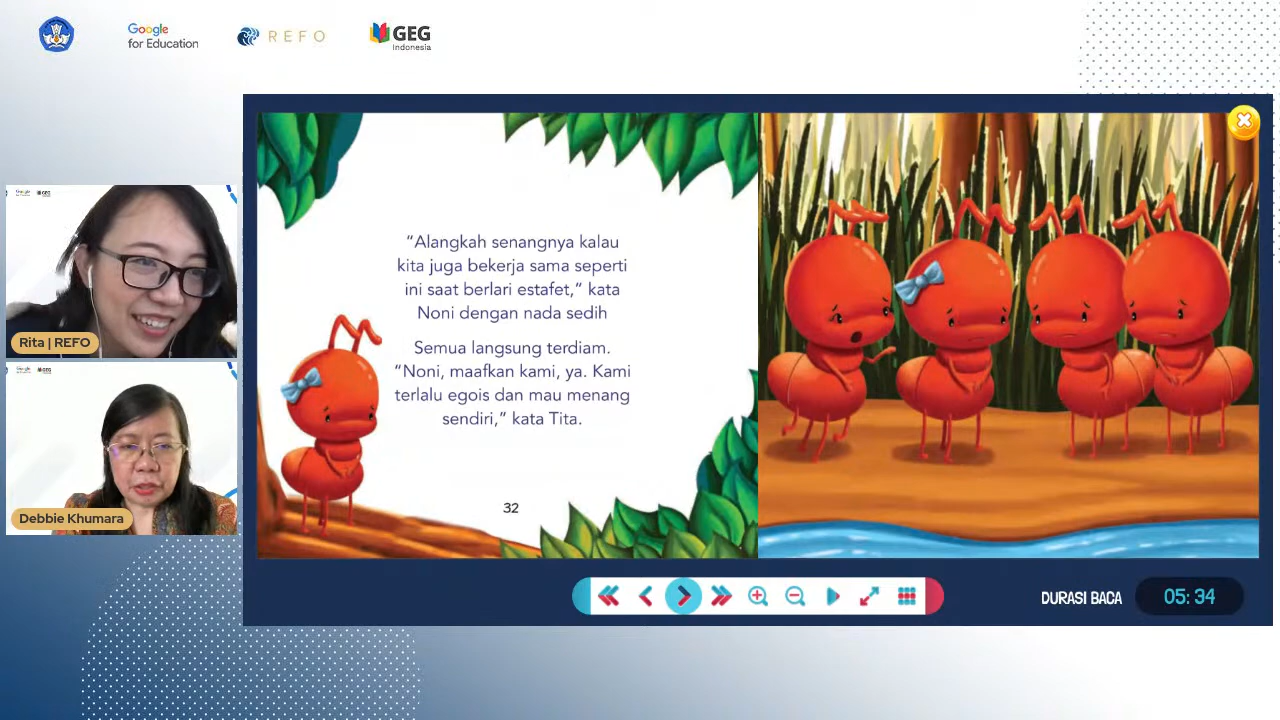 Google
for Education
REFO
GEG
Indonesia
“Alangkah senangnya kalau
kita juga bekerja sama seperti
ini saat berlari estafet,” kata
Noni dengan nada sedih
Semua langsung terdiam.
“Noni, maafkan kami, ya. Kami
terlalu egois dan mau menang
sendiri,” kata Tita.
32
Rita | REFO
Debbie Khumara
DURASI BACA
05: 34